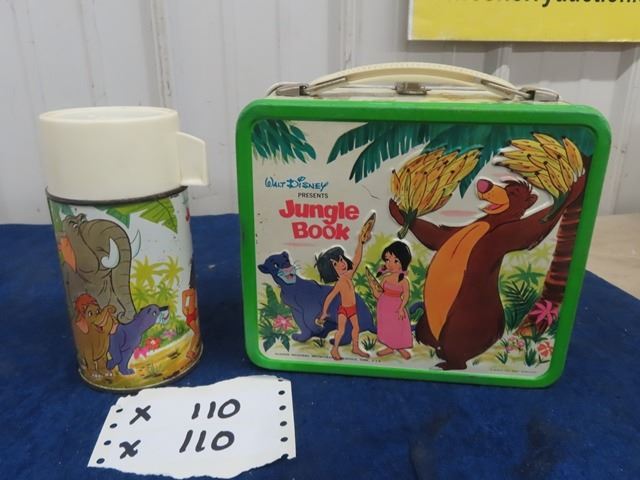 WALT DISNEY
PRESENTS
Jungle
Book
x 110
x 110